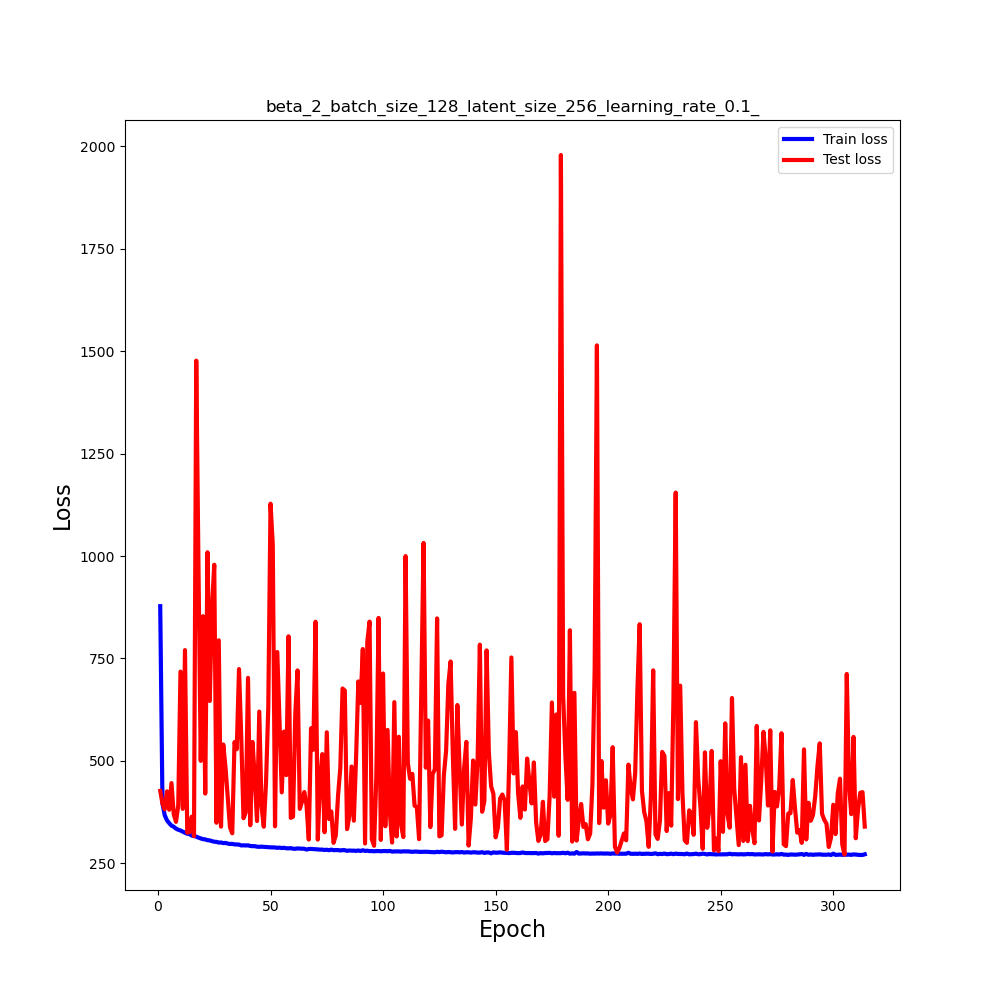 beta_2_batch_size_128_latent_size_256_learning_rate_0.1_
Train loss
Test loss
2000
1750
1500
1250
1000
750
500
250
Loss
0 50 100 150 200 250 300
Epoch